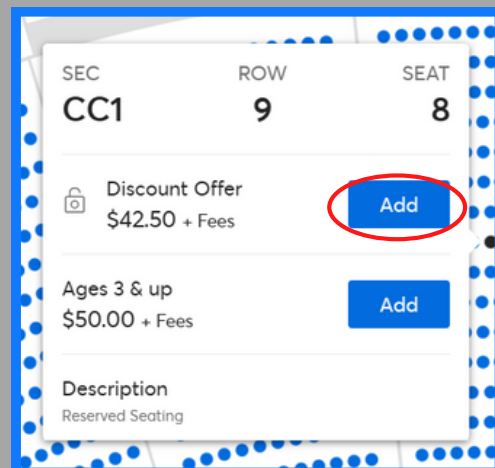 SEC ROW SEAT
CC1 9 8
Discount Offer
$42.50 + Fees
Add
Ages 3 & up
$50.00 + Fees
Add
Description
Reserved Seating